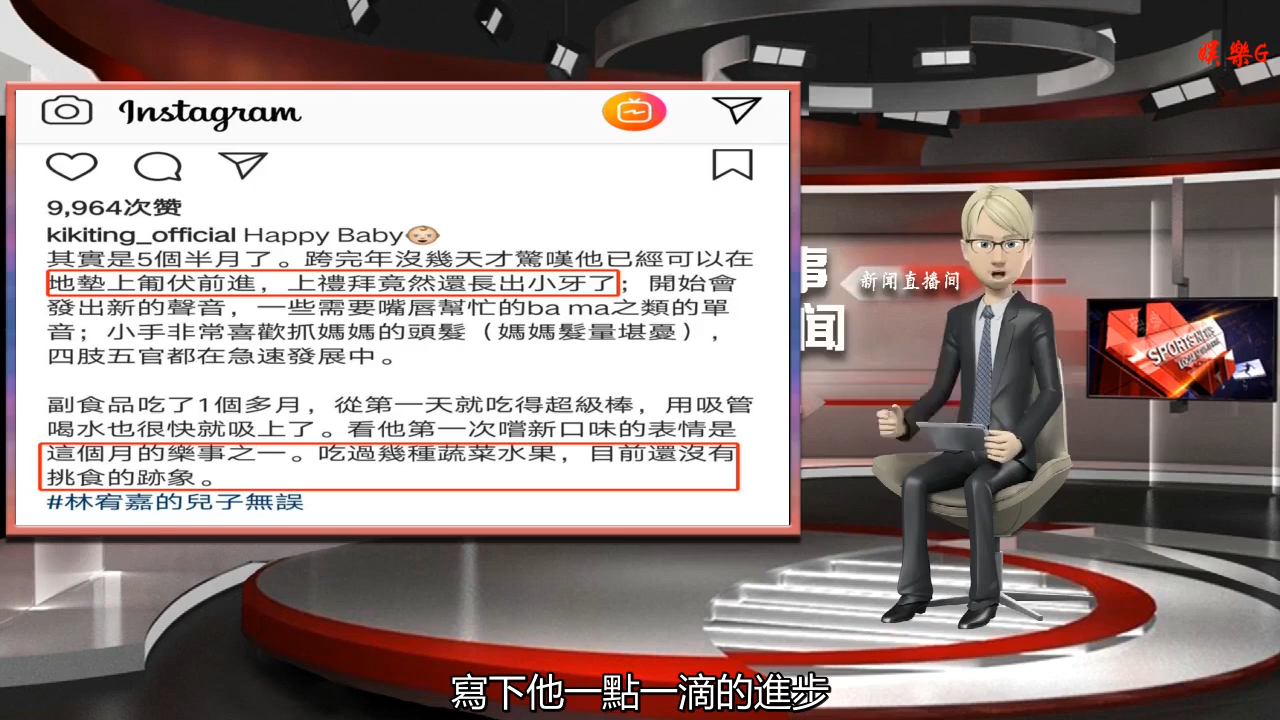 娛樂G
Instagram
9,964次赞
kikiting_official Happy Baby
其實是5個半月了。跨完年沒幾天才驚嘆他已經可以在
地墊上匍伏前進，上禮拜竟然還長出小牙了；開始會
發出新的聲音，一些需要嘴唇幫忙的ba ma之類的單
音；小手非常喜歡抓媽媽的頭髮（媽媽髮量堪憂），
四肢五官都在急速發展中。
副食品吃了1個多月，從第一天就吃得超級棒，用吸管
喝水也很快就吸上了。看他第一次嚐新口味的表情是
這個月的樂事之一。吃過幾種蔬菜水果，目前還沒有
挑食的跡象。
#林宥嘉的兒子無誤
事
闻
新闻直播间
SPORTS
寫下他一點一滴的進步